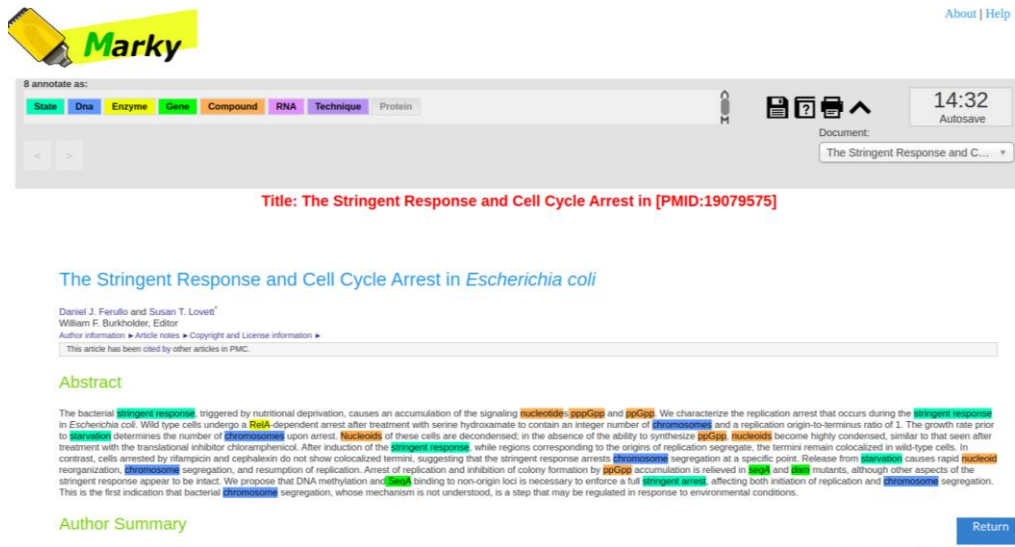 About | Help
Marky
8 annotate as:
State Dna Enzyme Gene Compound RNA Technique Protein
M
14:32
Autosave
Document:
< >
The Stringent Response and C...
Title: The Stringent Response and Cell Cycle Arrest in [PMID:19079575]
The Stringent Response and Cell Cycle Arrest in Escherichia coli
Daniel J. Ferullo and Susan T. Lovett*
William F. Burkholder, Editor
Author information ► Article notes ► Copyright and License information ►
This article has been cited by other articles in PMC.
Abstract
The bacterial stringent response, triggered by nutritional deprivation, causes an accumulation of the signaling nucleotides pppGpp and ppGpp. We characterize the replication arrest that occurs during the stringent response
in Escherichia coli. Wild type cells undergo a RelA-dependent arrest after treatment with serine hydroxamate to contain an integer number of chromosomes and a replication origin-to-terminus ratio of 1. The growth rate prior
to starvation determines the number of chromosomes upon arrest. Nucleoids of these cells are decondensed; in the absence of the ability to synthesize ppGpp, nucleoids become highly condensed, similar to that seen after
treatment with the translational inhibitor chloramphenicol. After induction of the stringent response, while regions corresponding to the origins of replication segregate, the termini remain colocalized in wild-type cells. In
contrast, cells arrested by rifampicin and cephalexin do not show colocalized termini, suggesting that the stringent response arrests chromosome segregation at a specific point. Release from starvation causes rapid nucleoid
reorganization, chromosome segregation, and resumption of replication. Arrest of replication and inhibition of colony formation by ppGpp accumulation is relieved in seqA and dam mutants, although other aspects of the
stringent response appear to be intact. We propose that DNA methylation and SeqA binding to non-origin loci is necessary to enforce a full stringent arrest, affecting both initiation of replication and chromosome segregation.
This is the first indication that bacterial chromosome segregation, whose mechanism is not understood, is a step that may be regulated in response to environmental conditions.
Author Summary
Return